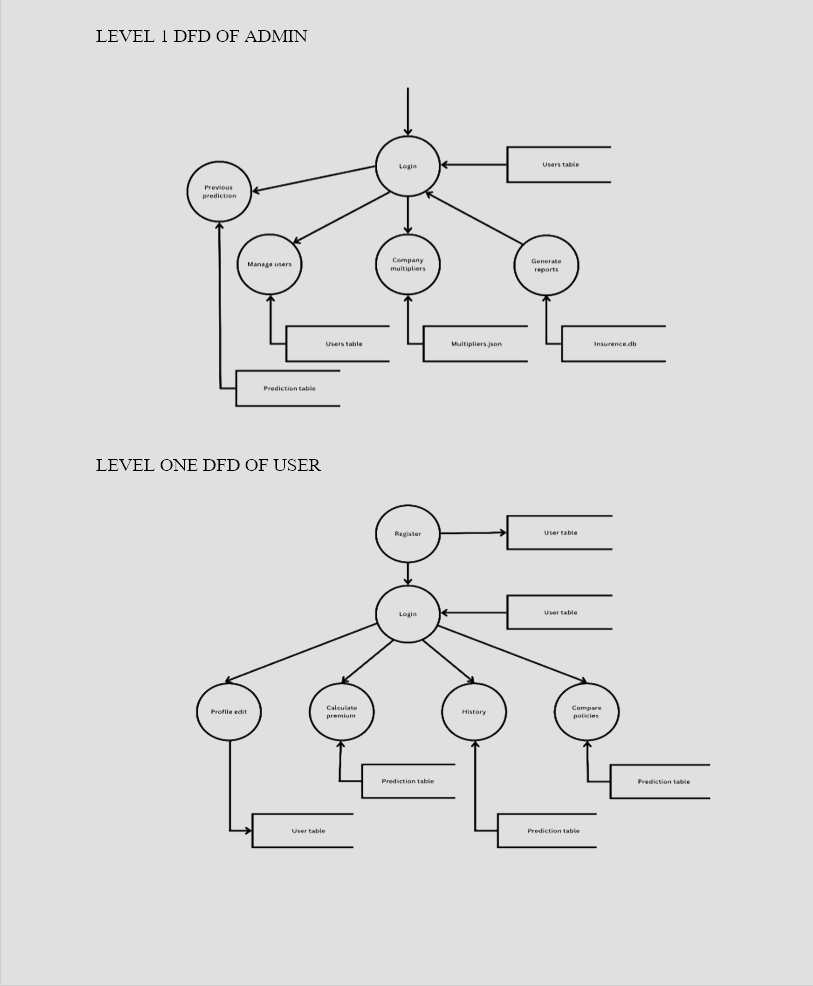 LEVEL 1 DFD OF ADMIN
Login
Users table
Previous
prediction
Manage users
Company
multipliers
Generate
reports
Users table
Multipliers.json
Insurence.db
Prediction table
LEVEL ONE DFD OF USER
Register
User table
Login
User table
Profile edit
Calculate
premium
History
Compare
policies
Prediction table
Prediction table
User table
Prediction table